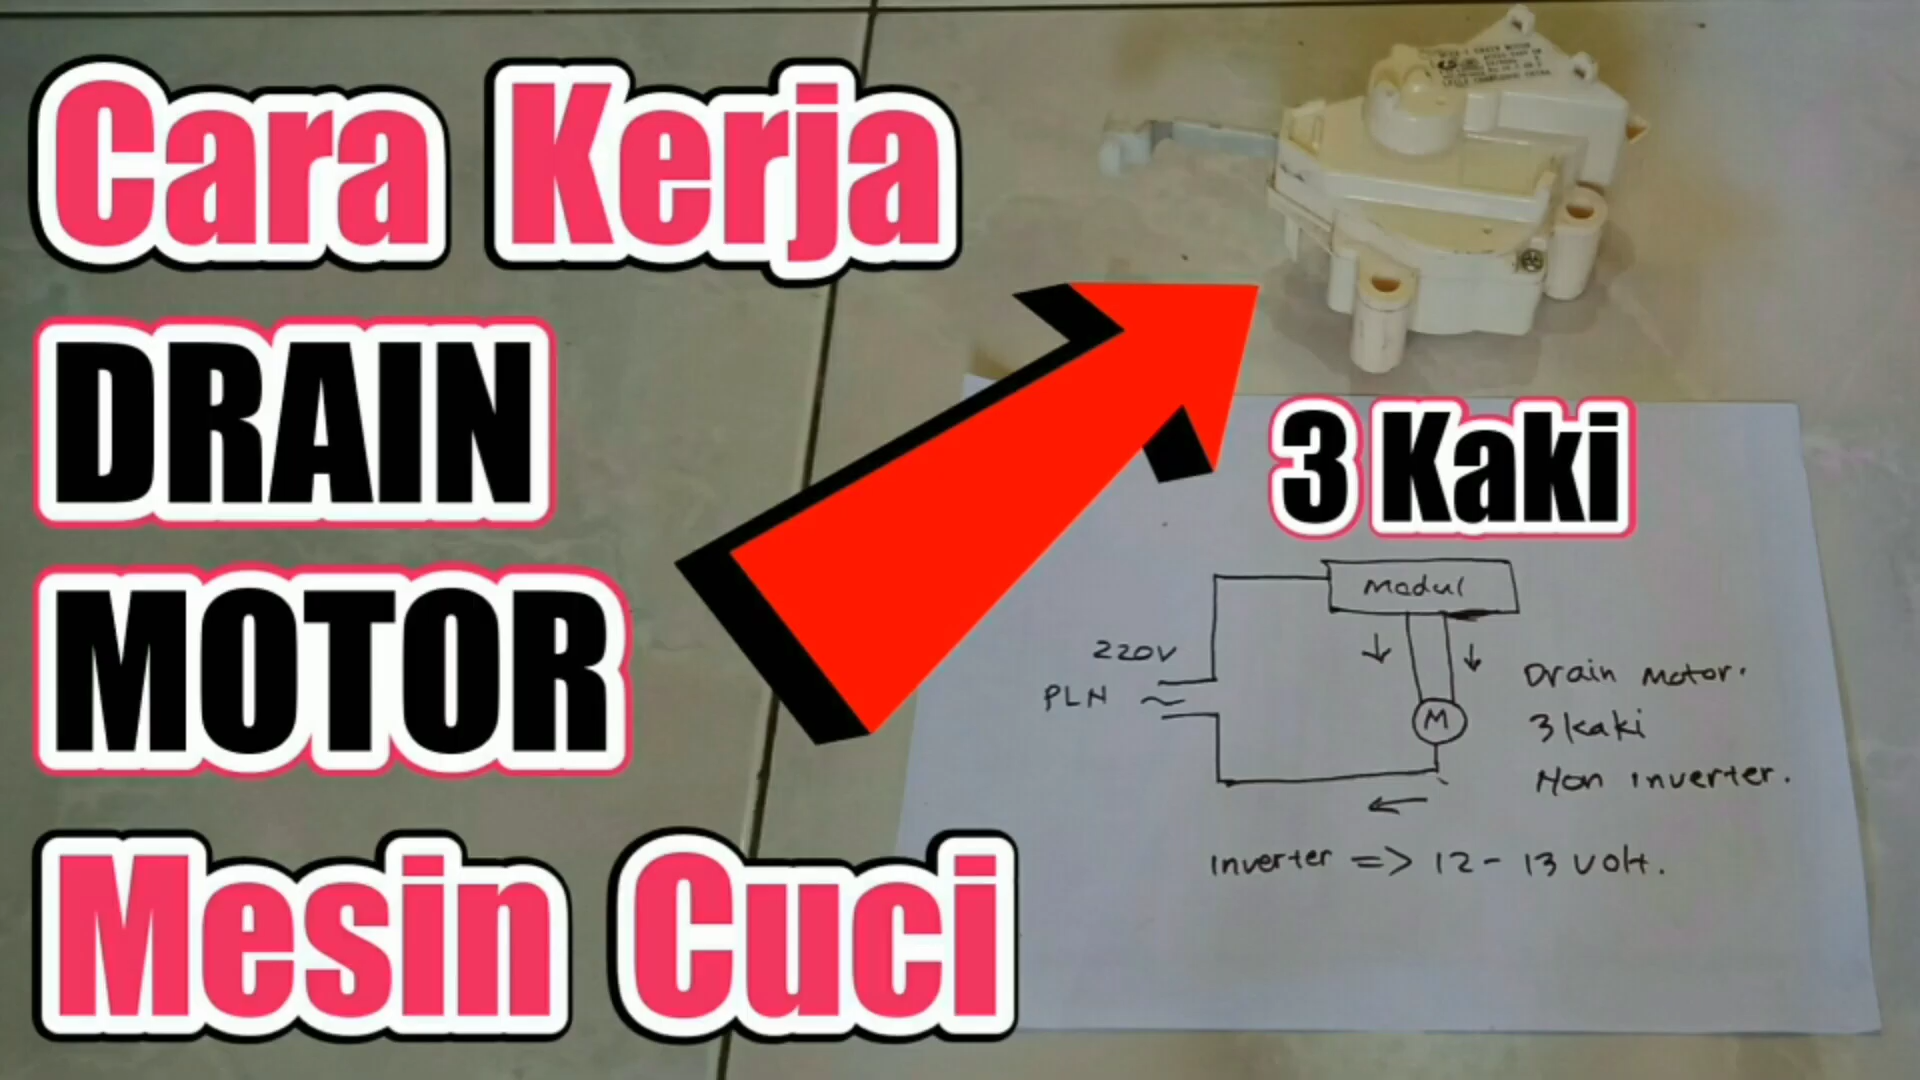 Cara Kerja
DRAIN
MOTOR
Mesin Cuci
3 Kaki
Modul
220V
PLN
M
Drain Motor.
3 kaki
Non inverter.
Inverter => 12 - 13 Volt.